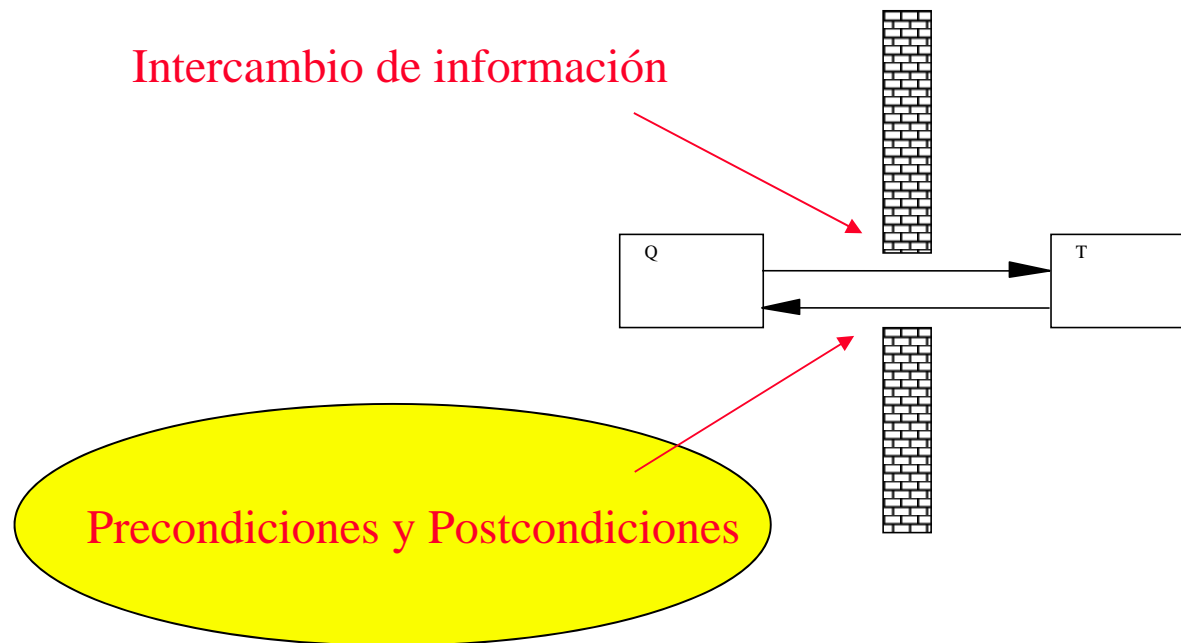 Intercambio de información
Q
T
Precondiciones y Postcondiciones